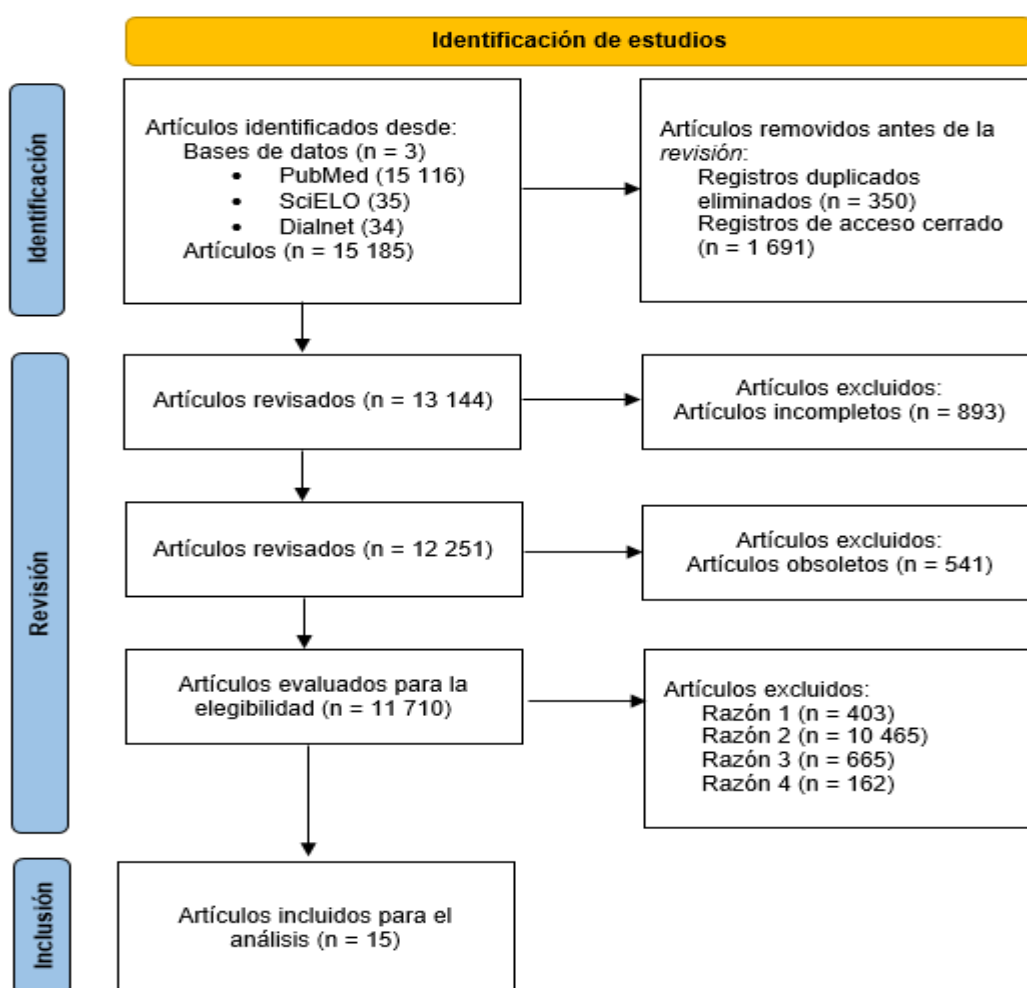 Identificación de estudios
Identificación
Artículos identificados desde:
Bases de datos (n = 3)
• PubMed (15 116)
• SciELO (35)
• Dialnet (34)
Artículos (n = 15 185)
Artículos removidos antes de la
revisión:
Registros duplicados
eliminados (n = 350)
Registros de acceso cerrado
(n = 1 691)
Revisión
Artículos revisados (n = 13 144)
Artículos excluidos:
Artículos incompletos (n = 893)
Artículos revisados (n = 12 251)
Artículos excluidos:
Artículos obsoletos (n = 541)
Artículos evaluados para la
elegibilidad (n = 11 710)
Artículos excluidos:
Razón 1 (n = 403)
Razón 2 (n = 10 465)
Razón 3 (n = 665)
Razón 4 (n = 162)
Inclusión
Artículos incluidos para el
análisis (n = 15)